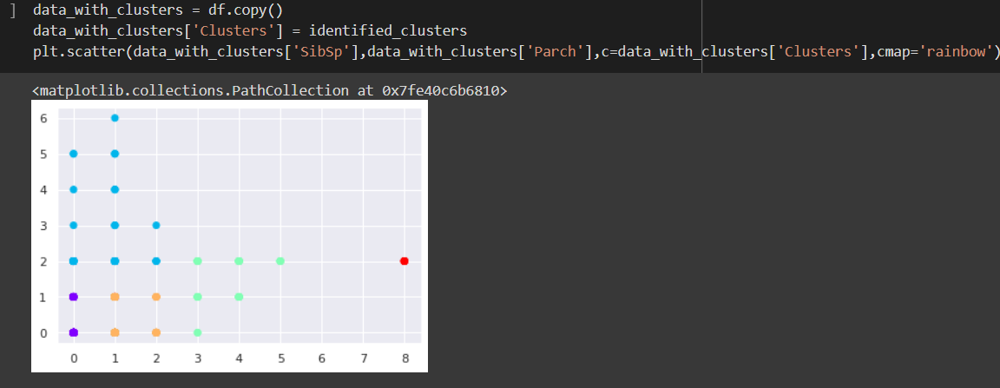 ] data_with_clusters = df.copy()
data_with_clusters['Clusters'] = identified_clusters
plt.scatter(data_with_clusters['SibSp'],data_with_clusters['Parch'],c=data_with_clusters['Clusters'],cmap='rainbow')
<matplotlib.collections.PathCollection at 0x7fe40c6b6810>
6
5
4
3
2
1
0
0 1 2 3 4 5 6 7 8